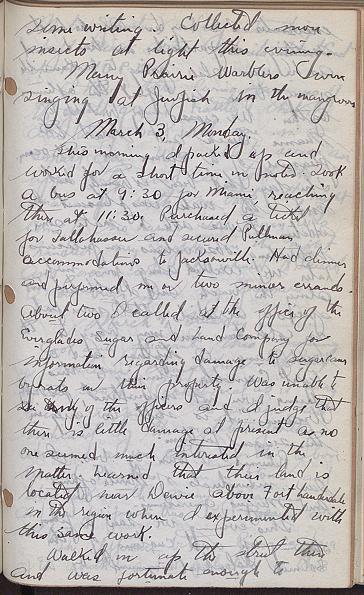 some writing. Collected more
insects at light this evening.
Many Prairie Warblers
singing at in the mangroves
March 3, Monday.
This morning I packed up and
worked for a short time on notes. Took
a bus at 9:30 for Miami, reaching
there at 11:30. Purchased a ticket
for Tallahassee and secured Pullman
accommodations to Jacksonville. Had dinner
and performed one or two minor errands.
About two I called at the office of the
Everglades Sugar and Land Company for
information regarding damage to sugarcane
by rats on their property. Was unable to
see any of the officers and I judge that
there is little damage at present as no
one seemed much interested in the
matter. Learned that their land is
located near Davie above Fort Lauderdale
in the region where I experimented with
this same work.
Walked on up the street then
and was fortunate enough to